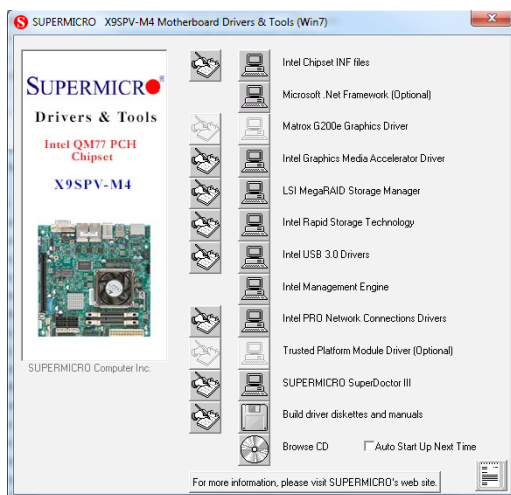 SUPERMICRO X9SPV-M4 Motherboard Drivers & Tools (Win7)
SUPERMICRO
Drivers & Tools
Intel QM77 PCH
Chipset
X9SPV-M4
SUPERMICRO Computer Inc.
Intel Chipset INF files
Microsoft .Net Framework (Optional)
Matrox G200e Graphics Driver
Intel Graphics Media Accelerator Driver
LSI MegaRAID Storage Manager
Intel Rapid Storage Technology
Intel USB 3.0 Drivers
Intel Management Engine
Intel PRO Network Connections Drivers
Trusted Platform Module Driver (Optional)
SUPERMICRO SuperDoctor III
Build driver diskettes and manuals
Browse CD
Auto Start Up Next Time
For more information, please visit SUPERMICRO's web site.